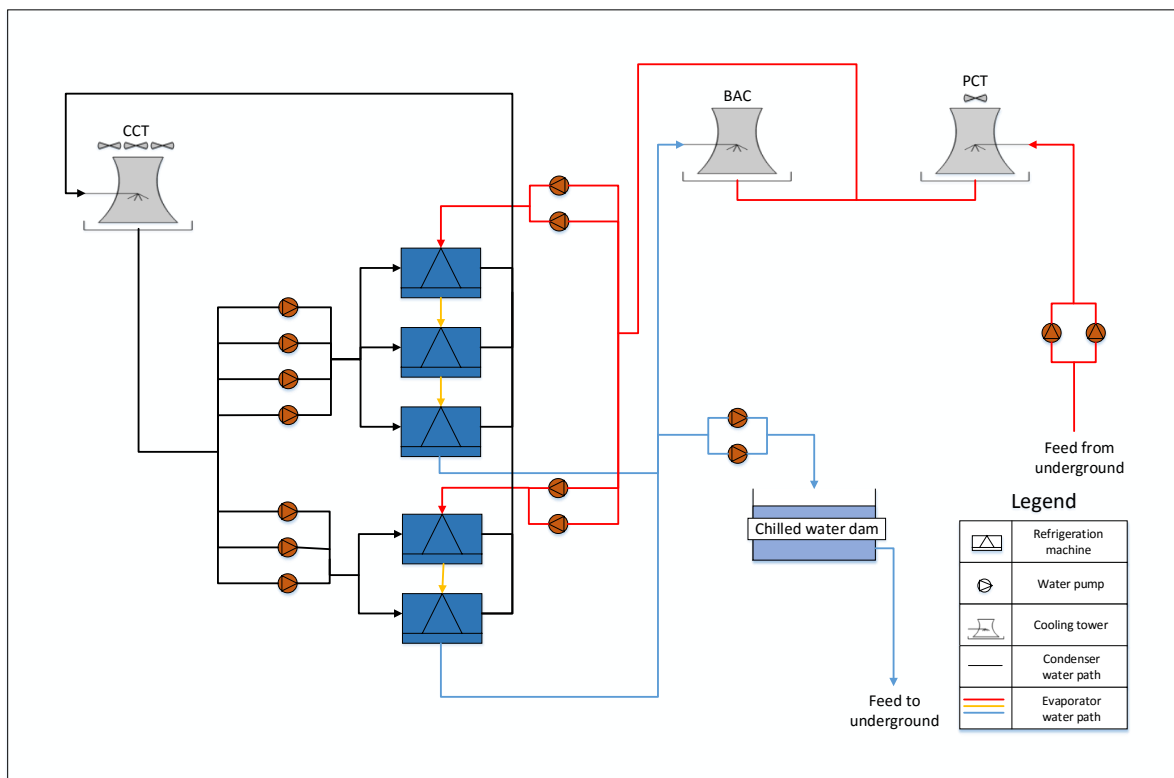 CCT
BAC
PCT
Feed from
underground
Chilled water dam
Feed to
underground
Legend
Refrigeration
machine
Water pump
Cooling tower
Condenser
water path
Evaporator
water path